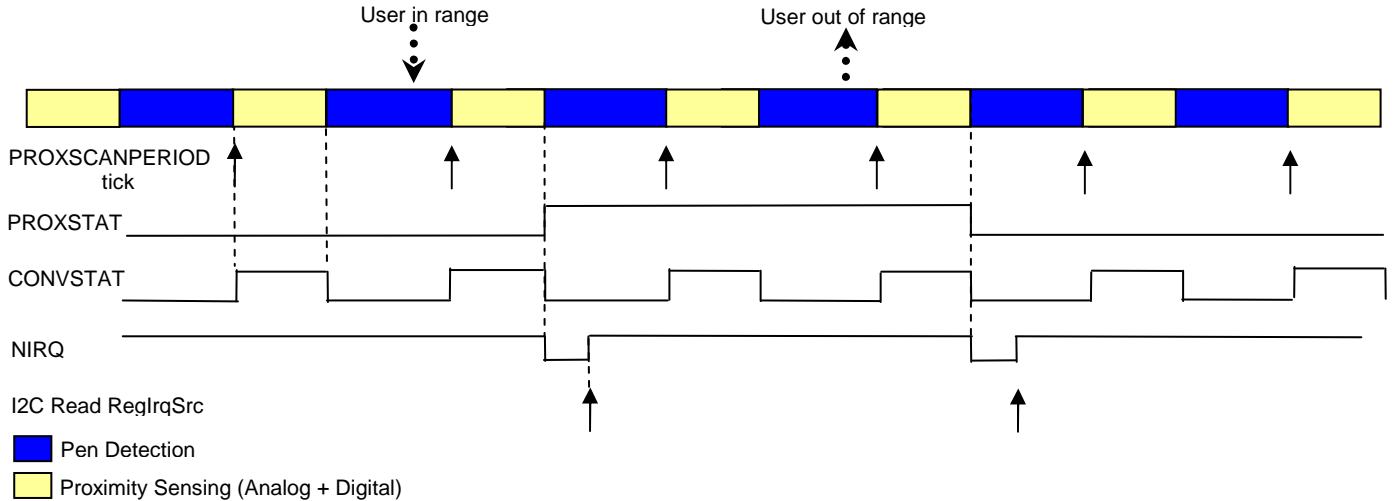 User in range
User out of range
PROXSCANPERIOD
tick
PROXSTAT
CONVSTAT
NIRQ
I2C Read RegIrqSrc
Pen Detection
Proximity Sensing (Analog + Digital)